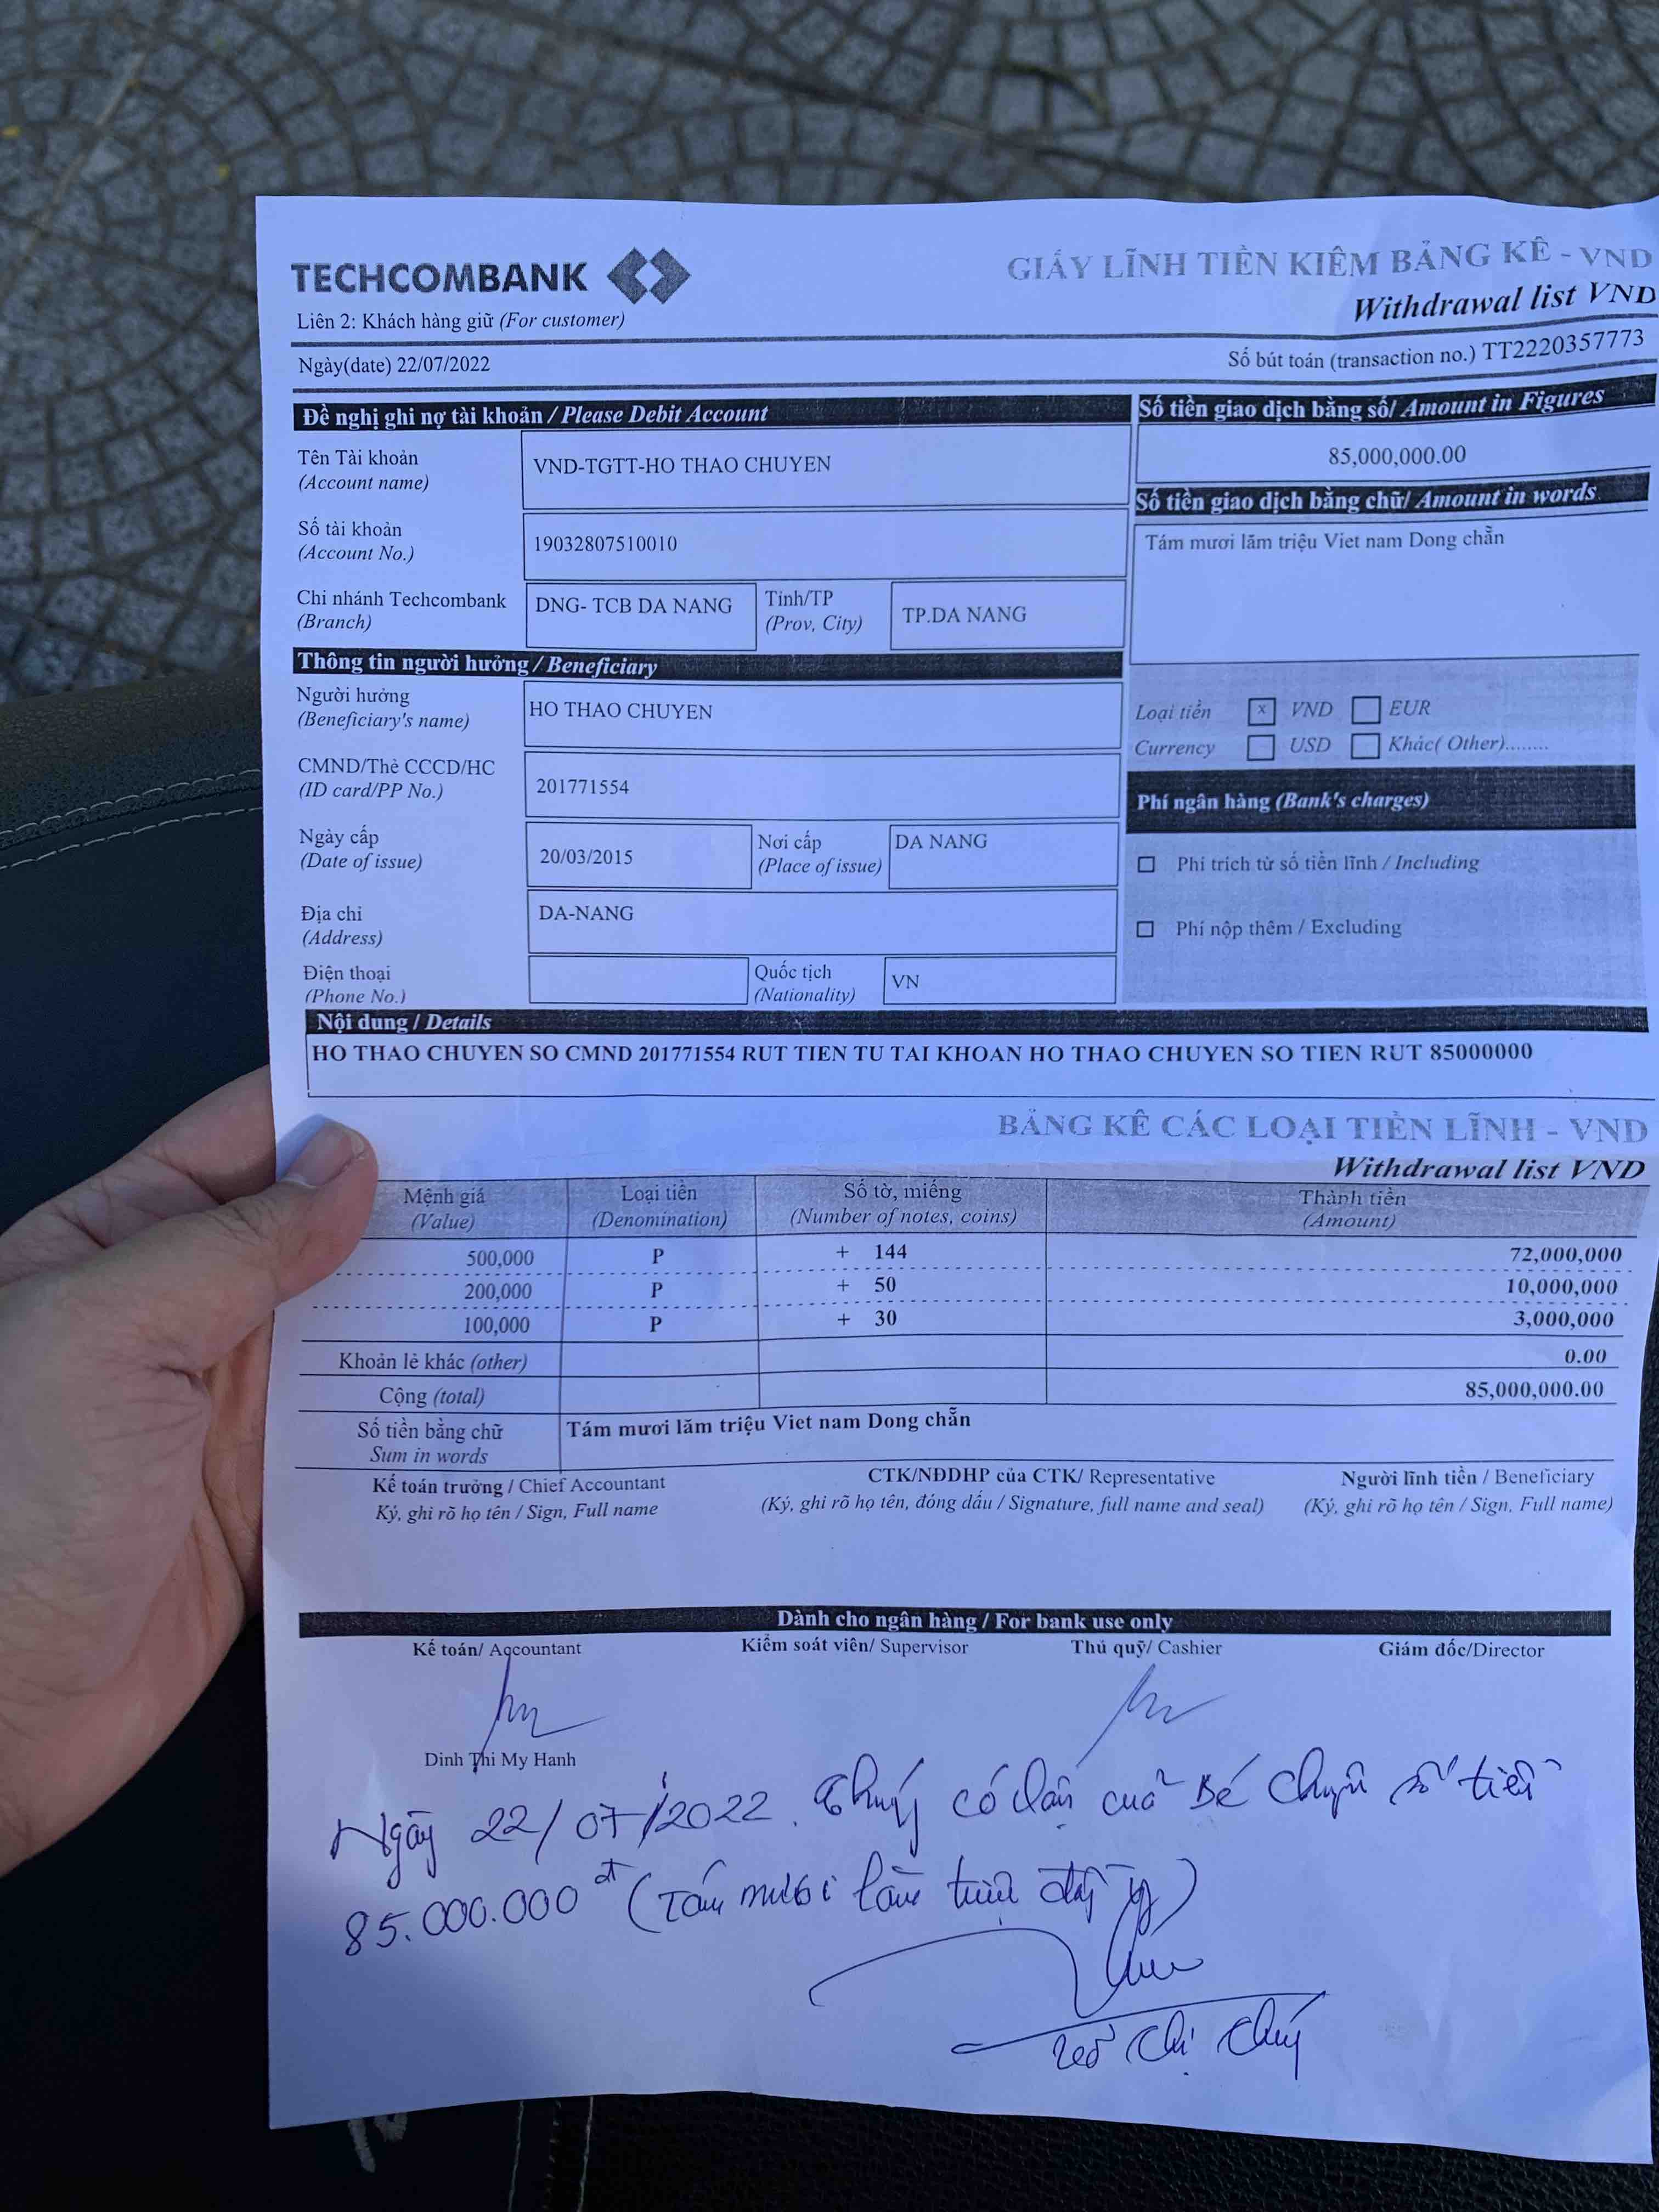 TECHCOMBANK
GIẤY LĨNH TIỀN KIÊM BẢNG KÊ - VND
Withdrawal list VND
Liên 2: Khách hàng giữ (For customer)
Ngày(date) 22/07/2022
Số bút toán (transaction no.) TT2220357773
Đề nghị ghi nợ tài khoản / Please Debit Account
Số tiền giao dịch bằng số/ Amount in Figures
Tên Tài khoản
(Account name)
VND-TGTT-HO THAO CHUYEN
85,000,000.00
Số tiền giao dịch bằng chữ/ Amount in words
Số tài khoản
(Account No.)
19032807510010
Tám mươi lăm triệu Viet nam Dong chẵn
Chi nhánh Techcombank
(Branch)
DNG- TCB DA NANG
Tỉnh/TP
(Prov, City)
TP.DA NANG
Thông tin người hưởng / Beneficiary
Người hưởng
(Beneficiary's name)
HO THAO CHUYEN
Loại tiền x VND EUR
Currency USD Khác( Other)........
CMND/Thẻ CCCD/HC
(ID card/PP No.)
201771554
Phí ngân hàng (Bank's charges)
Ngày cấp
(Date of issue)
20/03/2015
Nơi cấp
(Place of issue)
DA NANG
Phí trích từ số tiền lĩnh / Including
Địa chỉ
(Address)
DA-NANG
Phí nộp thêm / Excluding
Điện thoại
(Phone No.)
Quốc tịch
(Nationality)
VN
Nội dung / Details
HO THAO CHUYEN SO CMND 201771554 RUT TIEN TU TAI KHOAN HO THAO CHUYEN SO TIEN RUT 85000000
BẢNG KÊ CÁC LOẠI TIỀN LĨNH - VND
Withdrawal list VND
Mệnh giá Loại tiền Số tờ, miếng Thành tiền
(Value) (Denomination) (Number of notes, coins) (Amount)
500,000 P + 144 72,000,000
200,000 P + 50 10,000,000
100,000 P + 30 3,000,000
Khoản lẻ khác (other) 0.00
Cộng (total) 85,000,000.00
Số tiền bằng chữ
Sum in words
Tám mươi lăm triệu Viet nam Dong chẵn
Kế toán trưởng / Chief Accountant CTK/NĐDHP của CTK/ Representative Người lĩnh tiền / Beneficiary
Ký, ghi rõ họ tên / Sign, Full name (Ký, ghi rõ họ tên, đóng dấu / Signature, full name and seal) (Ký, ghi rõ họ tên / Sign, Full name)
Dành cho ngân hàng / For bank use only
Kế toán/ Accountant Kiểm soát viên/ Supervisor Thủ quỹ/ Cashier Giám đốc/Director
Dinh Thi My Hanh
Ngày 22/07/2022. Thúy có của Bé số tiền
85.000.000đ (Tám mươi lăm triệu đồng)
Thúy